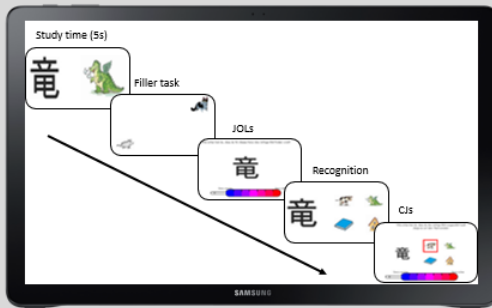 Study time (5s)
竜
Filler task
JOLs
竜
Recognition
竜
CJs
竜
SAMSUNG